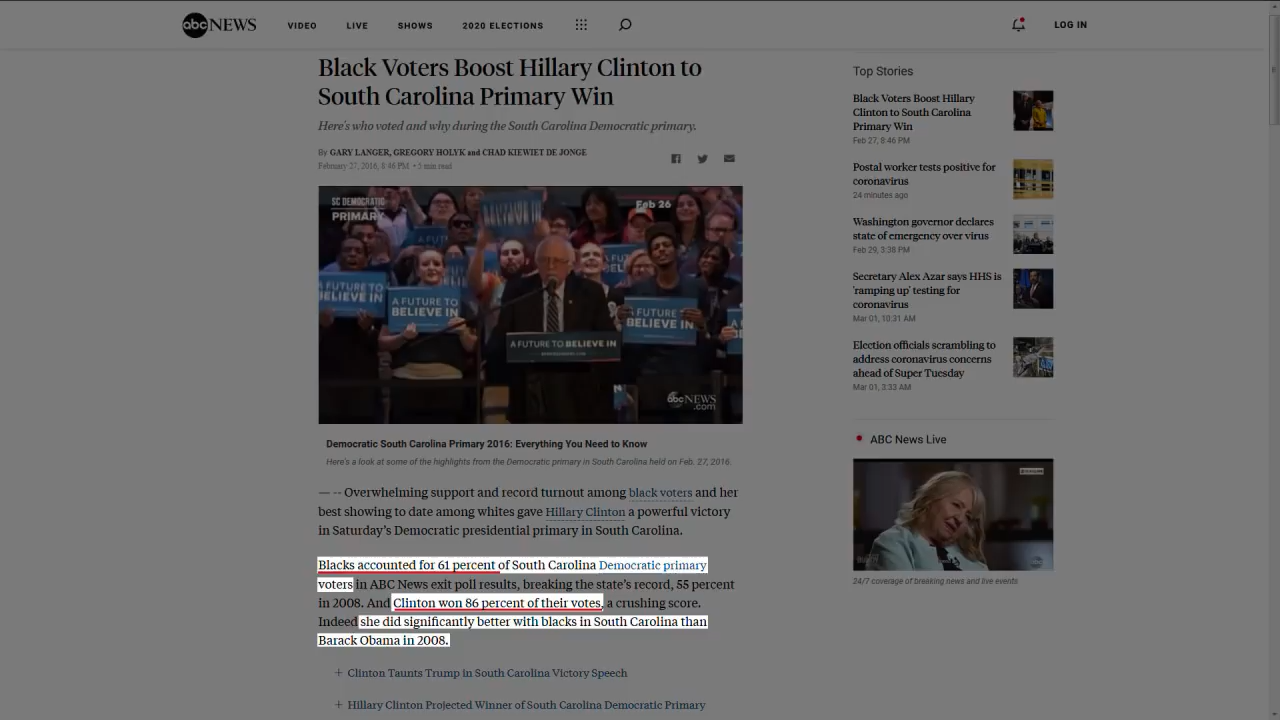 abc NEWS
VIDEO
LIVE
SHOWS
2020 ELECTIONS
LOG IN
Black Voters Boost Hillary Clinton to
South Carolina Primary Win
Here's who voted and why during the South Carolina Democratic primary.
By GARY LANGER, GREGORY HOLYK and CHAD KIEWIET DE JONGE
February 27, 2016, 8:46 PM • 5 min read
SC DEMOCRATIC
PRIMARY
Feb 26
A FUTURE TO
BELIEVE IN
A FUTURE TO
BELIEVE IN
A FUTURE TO BELIEVE IN
abc NEWS
.com
Democratic South Carolina Primary 2016: Everything You Need to Know
Here's a look at some of the highlights from the Democratic primary in South Carolina held on Feb. 27, 2016.
— -- Overwhelming support and record turnout among black voters and her
best showing to date among whites gave Hillary Clinton a powerful victory
in Saturday's Democratic presidential primary in South Carolina.
Blacks accounted for 61 percent of South Carolina Democratic primary
voters in ABC News exit poll results, breaking the state's record, 55 percent
in 2008. And Clinton won 86 percent of their votes, a crushing score.
Indeed she did significantly better with blacks in South Carolina than
Barack Obama in 2008.
+ Clinton Taunts Trump in South Carolina Victory Speech
+ Hillary Clinton Projected Winner of South Carolina Democratic Primary
Top Stories
Black Voters Boost Hillary
Clinton to South Carolina
Primary Win
Feb 27, 8:46 PM
Postal worker tests positive for
coronavirus
24 minutes ago
Washington governor declares
state of emergency over virus
Feb 29, 3:38 PM
Secretary Alex Azar says HHS is
'ramping up' testing for
coronavirus
Mar 01, 10:31 AM
Election officials scrambling to
address coronavirus concerns
ahead of Super Tuesday
Mar 01, 3:33 AM
ABC News Live
24/7 coverage of breaking news and live events